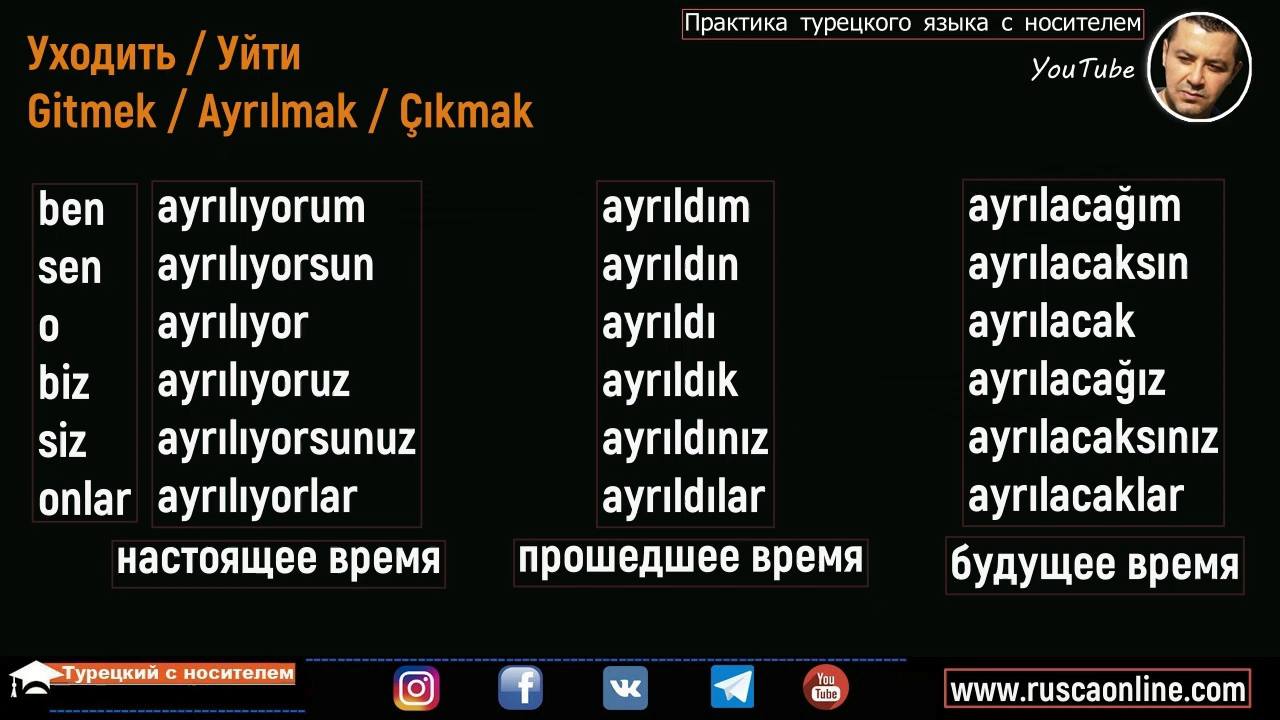 Практика турецкого языка с носителем
YouTube
Уходить / Уйти
Gitmek / Ayrılmak / Çıkmak
ben ayrılıyorum ayrıldım ayrılacağım
sen ayrılıyorsun ayrıldın ayrılacaksın
o ayrılıyor ayrıldı ayrılacak
biz ayrılıyoruz ayrıldık ayrılacağız
siz ayrılıyorsunuz ayrıldınız ayrılacaksınız
onlar ayrılıyorlar ayrıldılar ayrılacaklar
настоящее время прошедшее время будущее время
Турецкий с носителем
You
Tube
www.ruscaonline.com